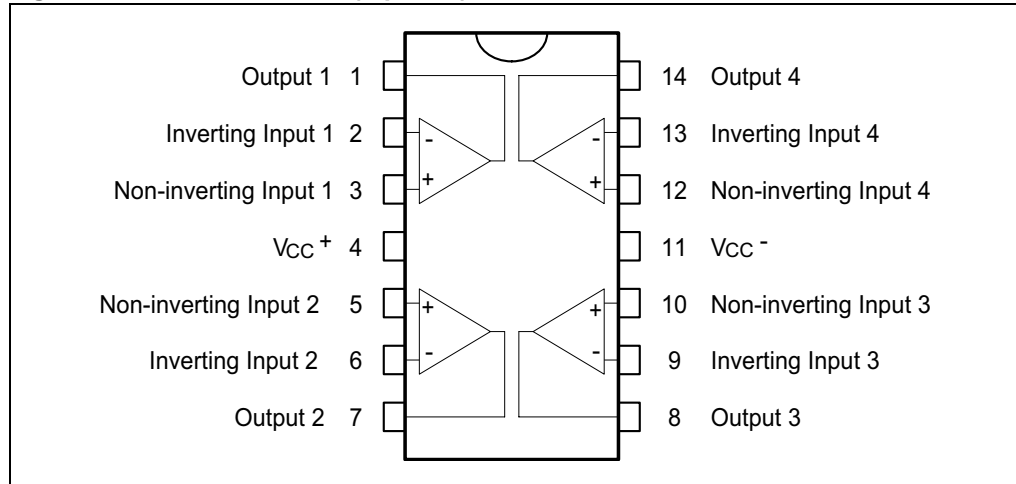 Output 1 1 14 Output 4
Inverting Input 1 2 - - 13 Inverting Input 4
Non-inverting Input 1 3 + + 12 Non-inverting Input 4
VCC + 4 11 VCC -
Non-inverting Input 2 5 + + 10 Non-inverting Input 3
Inverting Input 2 6 - - 9 Inverting Input 3
Output 2 7 8 Output 3